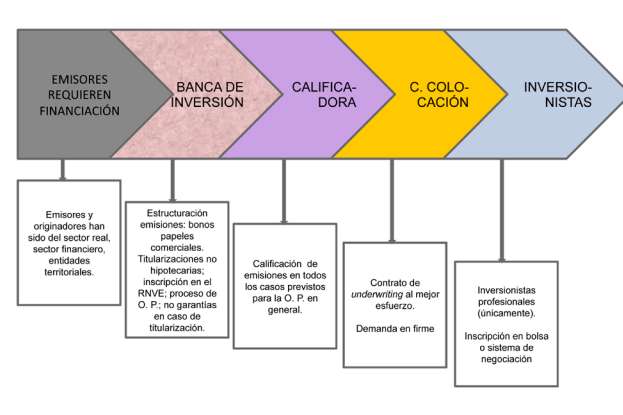 EMISORES
REQUIEREN
FINANCIACIÓN
BANCA DE
INVERSIÓN
CALIFICA-
DORA
C. COLO-
CACIÓN
INVERSIO-
NISTAS
Emisores y
originadores han
sido del sector real,
sector financiero,
entidades
territoriales.
Estructuración
emisiones: bonos
papeles
comerciales.
Titularizaciones no
hipotecarias;
inscripción en el
RNVE; proceso de
O. P.; no garantías
en caso de
titularización.
Calificación de
emisiones en todos
los casos previstos
para la O. P. en
general.
Contrato de
underwriting al mejor
esfuerzo.
Demanda en firme
Inversionistas
profesionales
(únicamente).
Inscripción en bolsa
o sistema de
negociación